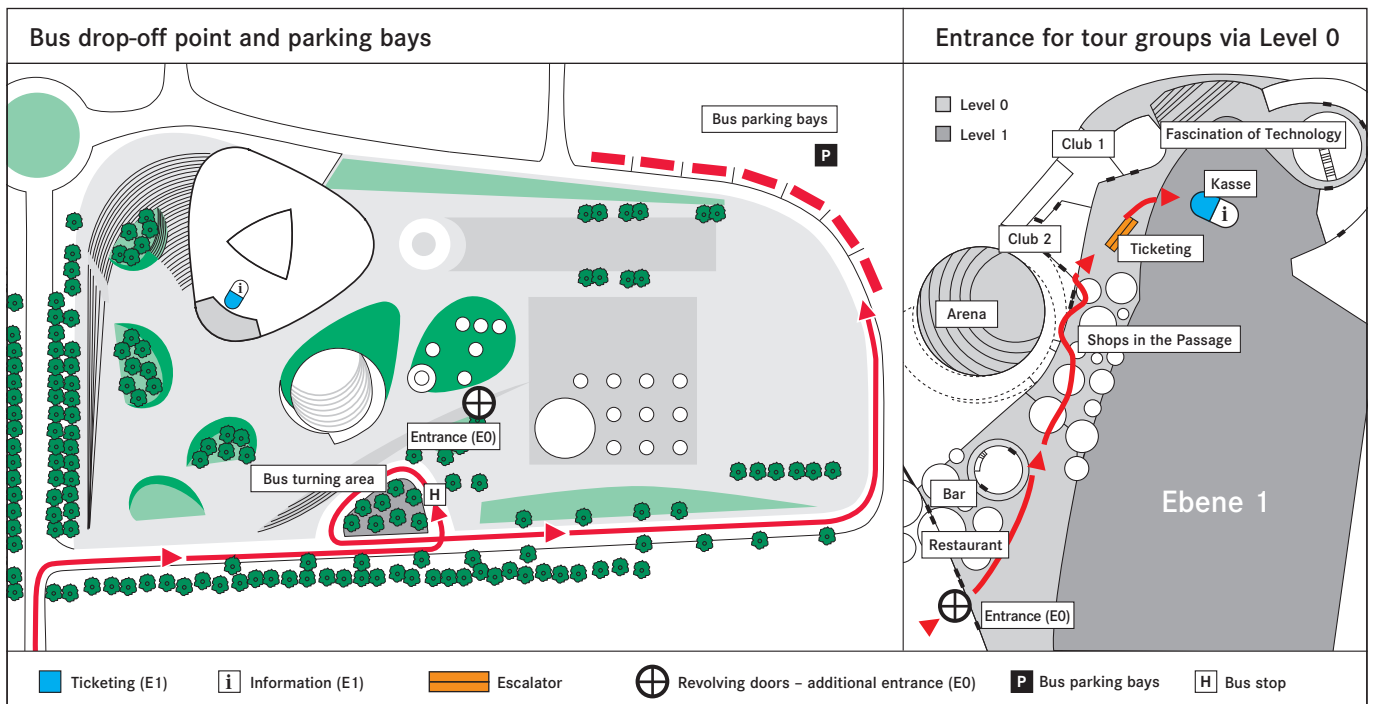 Bus drop-off point and parking bays
Bus parking bays
P
i
Entrance (E0)
Bus turning area
H
Entrance for tour groups via Level 0
Level 0
Level 1
Fascination of Technology
Club 1
Kasse
i
Club 2
Ticketing
Arena
Shops in the Passage
Bar
Ebene 1
Restaurant
Entrance (E0)
Ticketing (E1)
i Information (E1)
Escalator
Revolving doors – additional entrance (E0)
P Bus parking bays
H Bus stop